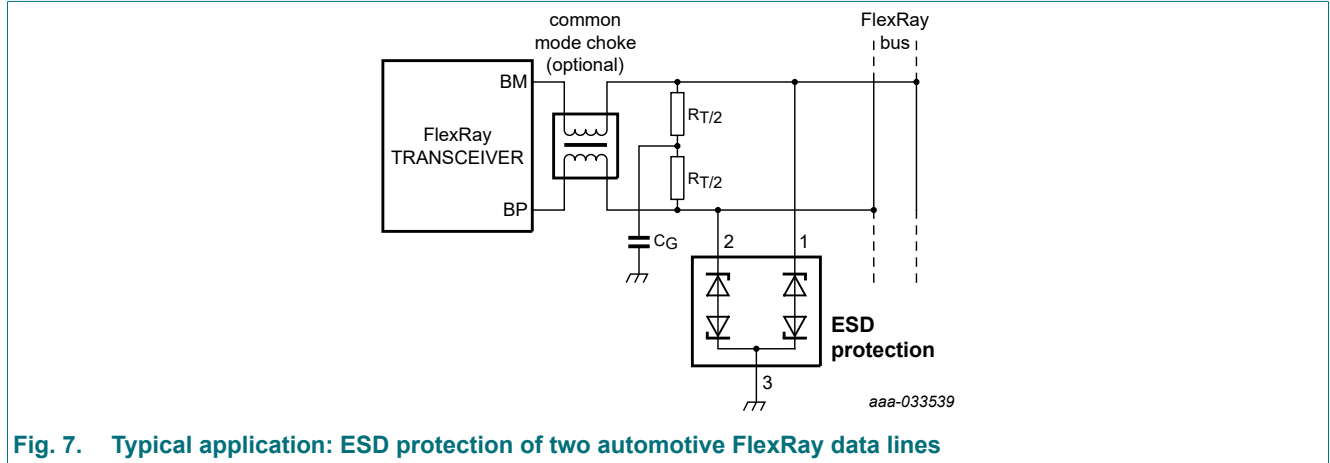 common
mode choke
(optional)
FlexRay
bus
BM
FlexRay
TRANSCEIVER
BP
RT/2
RT/2
CG
2
1
ESD
protection
3
aaa-033539
Fig. 7. Typical application: ESD protection of two automotive FlexRay data lines